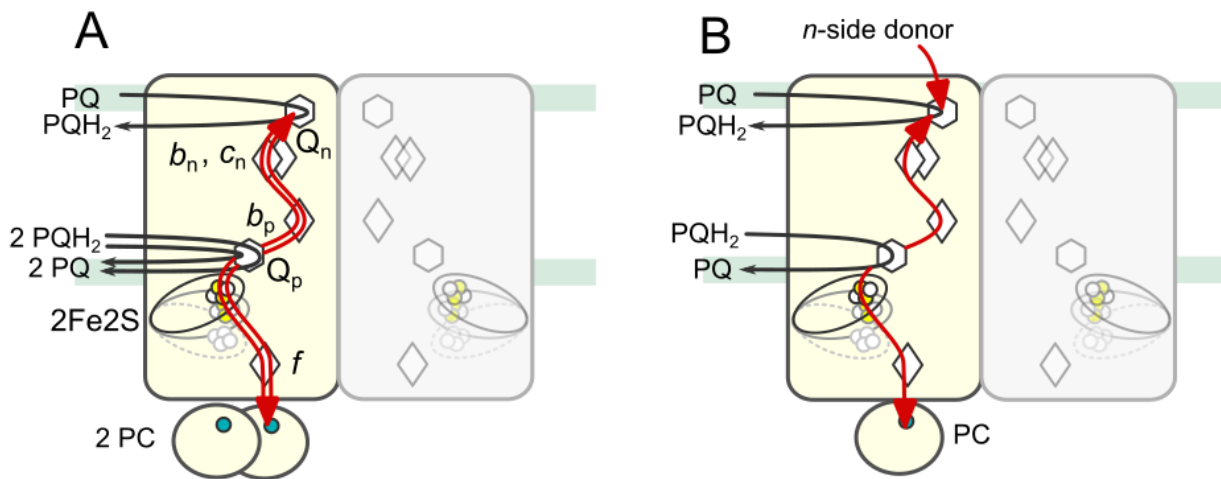 A
PQ
PQH₂
Qₙ
bₙ, cₙ
bₚ
2 PQH₂
2 PQ
Qₚ
2Fe2S
f
2 PC
B
n-side donor
PQ
PQH₂
PQH₂
PQ
PC